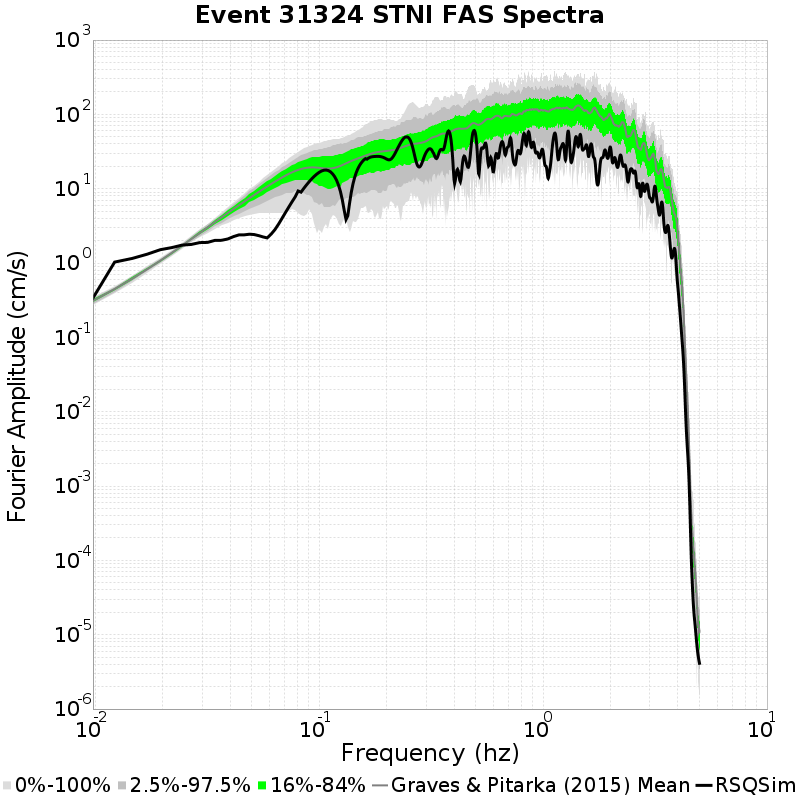 Event 31324 STNI FAS Spectra
10^3
10^2
10^1
10^0
10^-1
10^-2
10^-3
10^-4
10^-5
10^-6
Fourier Amplitude (cm/s)
10^-2 10^-1 10^0 10^1
Frequency (hz)
0%-100% 2.5%-97.5% 16%-84% Graves & Pitarka (2015) Mean RSQSim